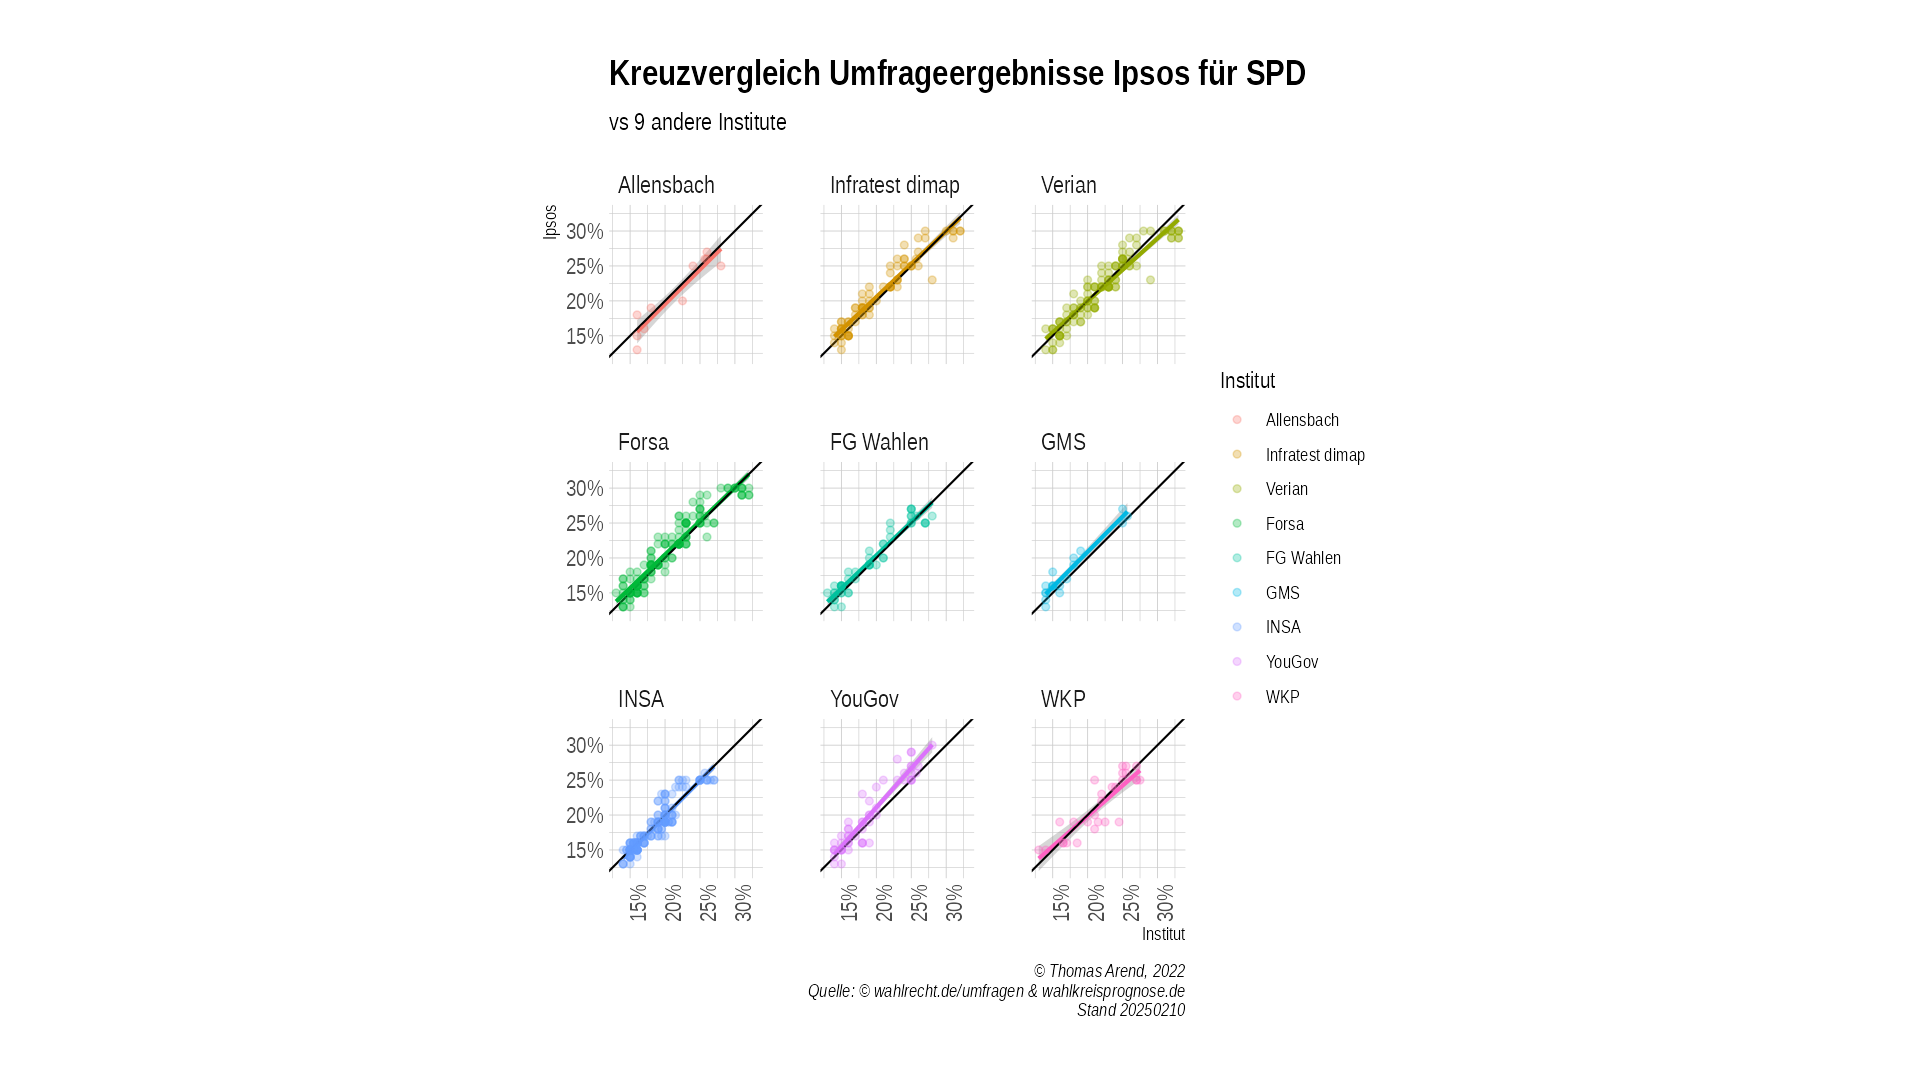 Kreuzvergleich Umfrageergebnisse Ipsos für SPD
vs 9 andere Institute
Allensbach
Infratest dimap
Verian
Ipsos
30%
25%
20%
15%
Forsa
FG Wahlen
GMS
30%
25%
20%
15%
INSA
YouGov
WKP
30%
25%
20%
15%
15%
20%
25%
30%
15%
20%
25%
30%
15%
20%
25%
30%
Institut
Institut
Allensbach
Infratest dimap
Verian
Forsa
FG Wahlen
GMS
INSA
YouGov
WKP
© Thomas Arend, 2022
Quelle: © wahlrecht.de/umfragen & wahlkreisprognose.de
Stand 20250210